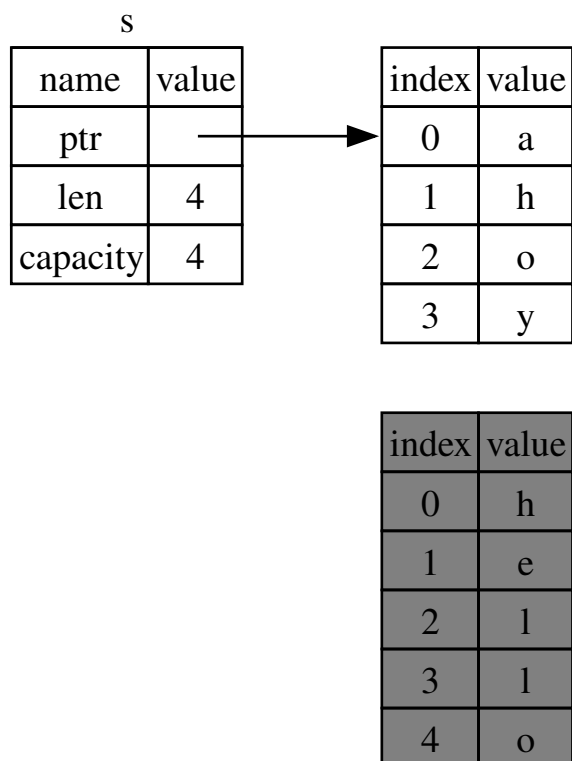 s
name value
ptr
len 4
capacity 4
index value
0 a
1 h
2 o
3 y
index value
0 h
1 e
2 l
3 l
4 o